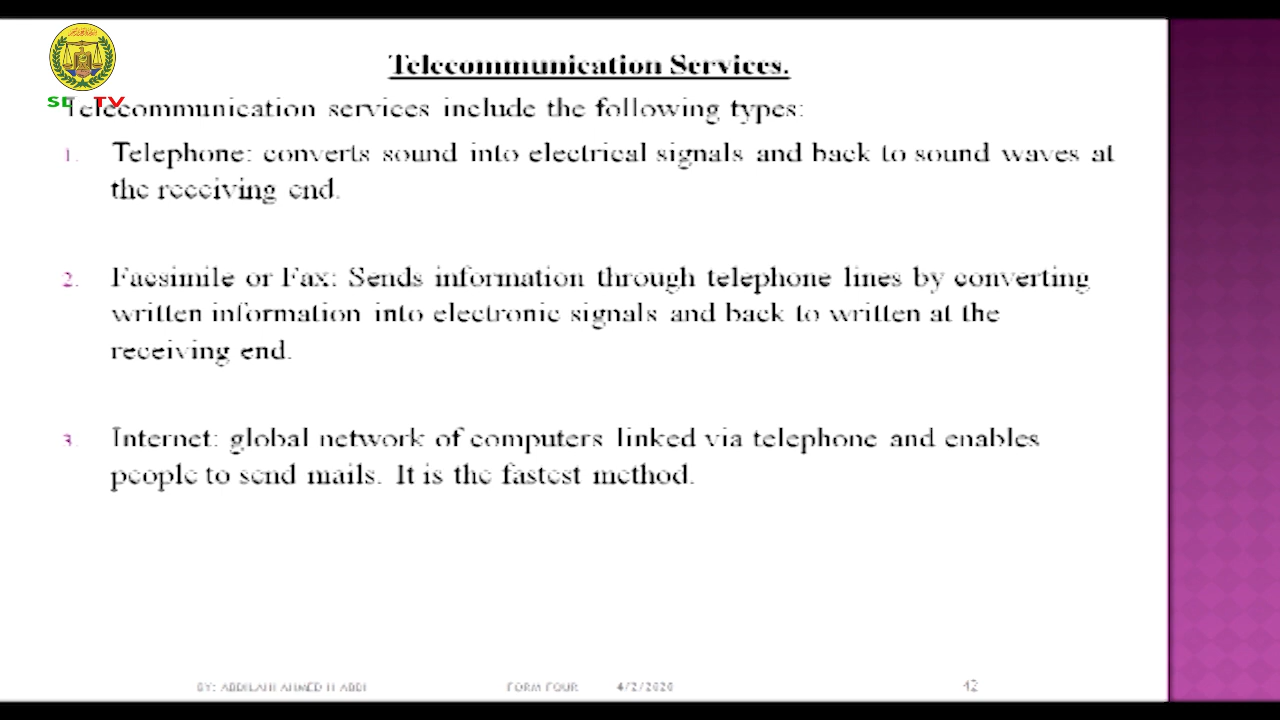 Telecommunication Services.
SL TV
Telecommunication services include the following types:
1. Telephone: converts sound into electrical signals and back to sound waves at
the receiving end.
2. Facsimile or Fax: Sends information through telephone lines by converting
written information into electronic signals and back to written at the
receiving end.
3. Internet: global network of computers linked via telephone and enables
people to send mails. It is the fastest method.
BY: ABDILAHI AHMED H ABDI FORM FOUR 4/2/2020 42